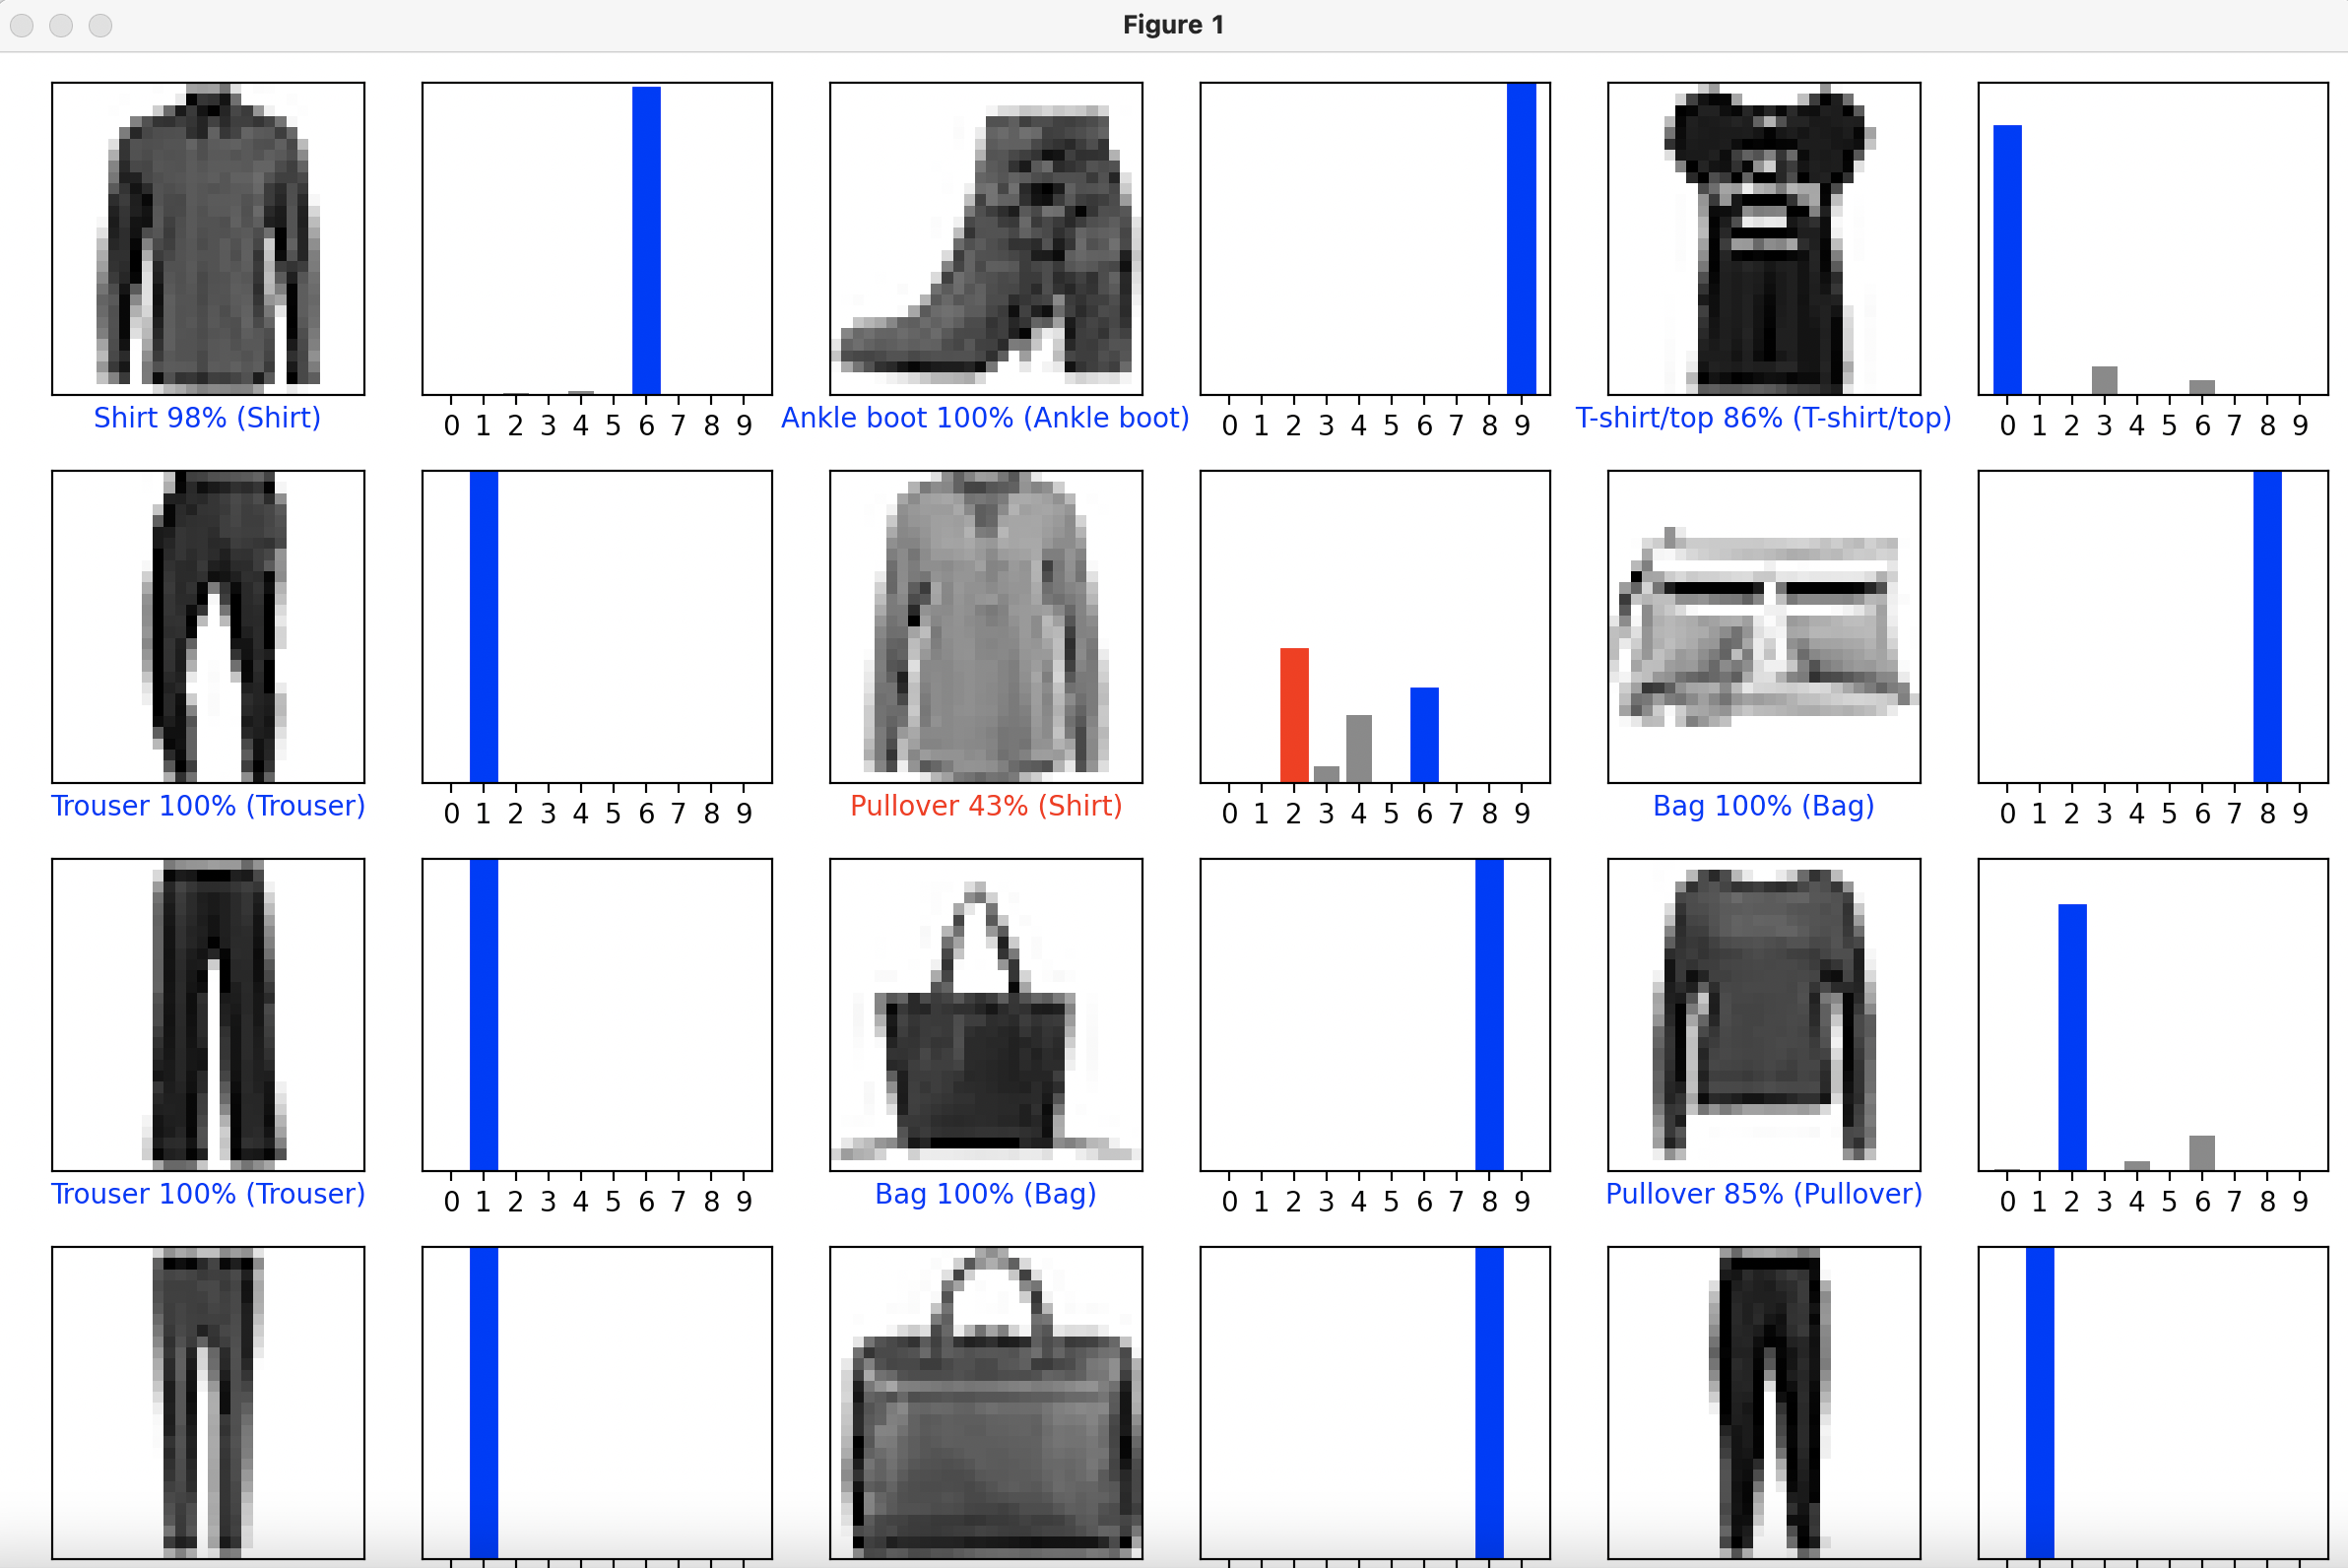 Figure 1
0 1 2 3 4 5 6 7 8 9
0 1 2 3 4 5 6 7 8 9
0 1 2 3 4 5 6 7 8 9
Shirt 98% (Shirt)
Ankle boot 100% (Ankle boot)
T-shirt/top 86% (T-shirt/top)
0 1 2 3 4 5 6 7 8 9
0 1 2 3 4 5 6 7 8 9
0 1 2 3 4 5 6 7 8 9
Trouser 100% (Trouser)
Pullover 43% (Shirt)
Bag 100% (Bag)
0 1 2 3 4 5 6 7 8 9
0 1 2 3 4 5 6 7 8 9
0 1 2 3 4 5 6 7 8 9
Trouser 100% (Trouser)
Bag 100% (Bag)
Pullover 85% (Pullover)